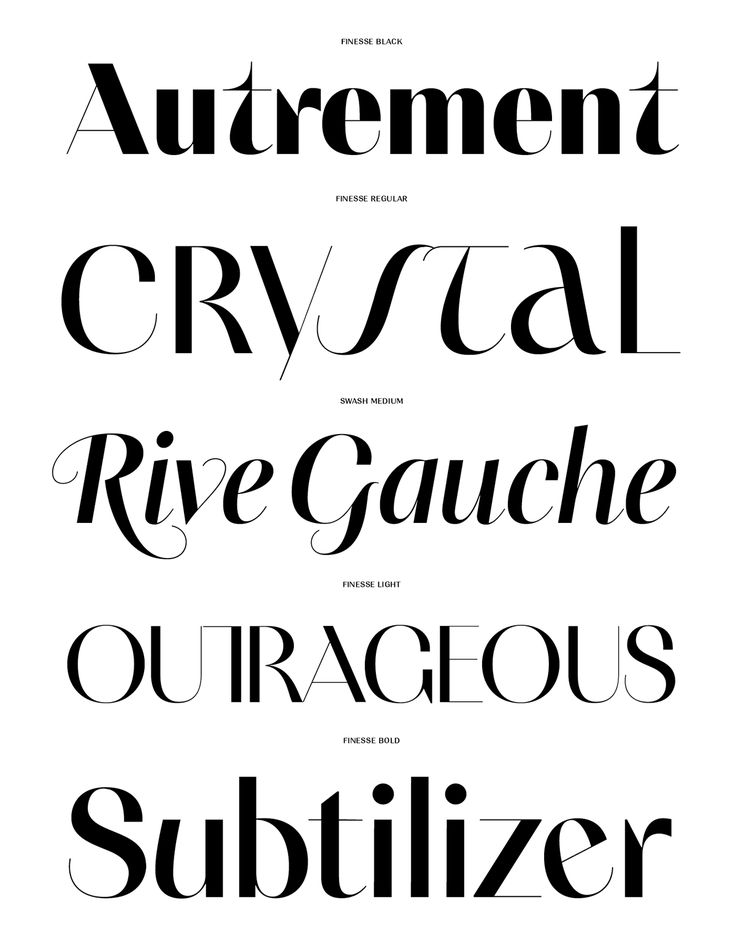 FINESSE BLACK
Autrement
FINESSE REGULAR
CRYSTAL
SWASH MEDIUM
Rive Gauche
FINESSE LIGHT
OUTRAGEOUS
FINESSE BOLD
Subtilizer